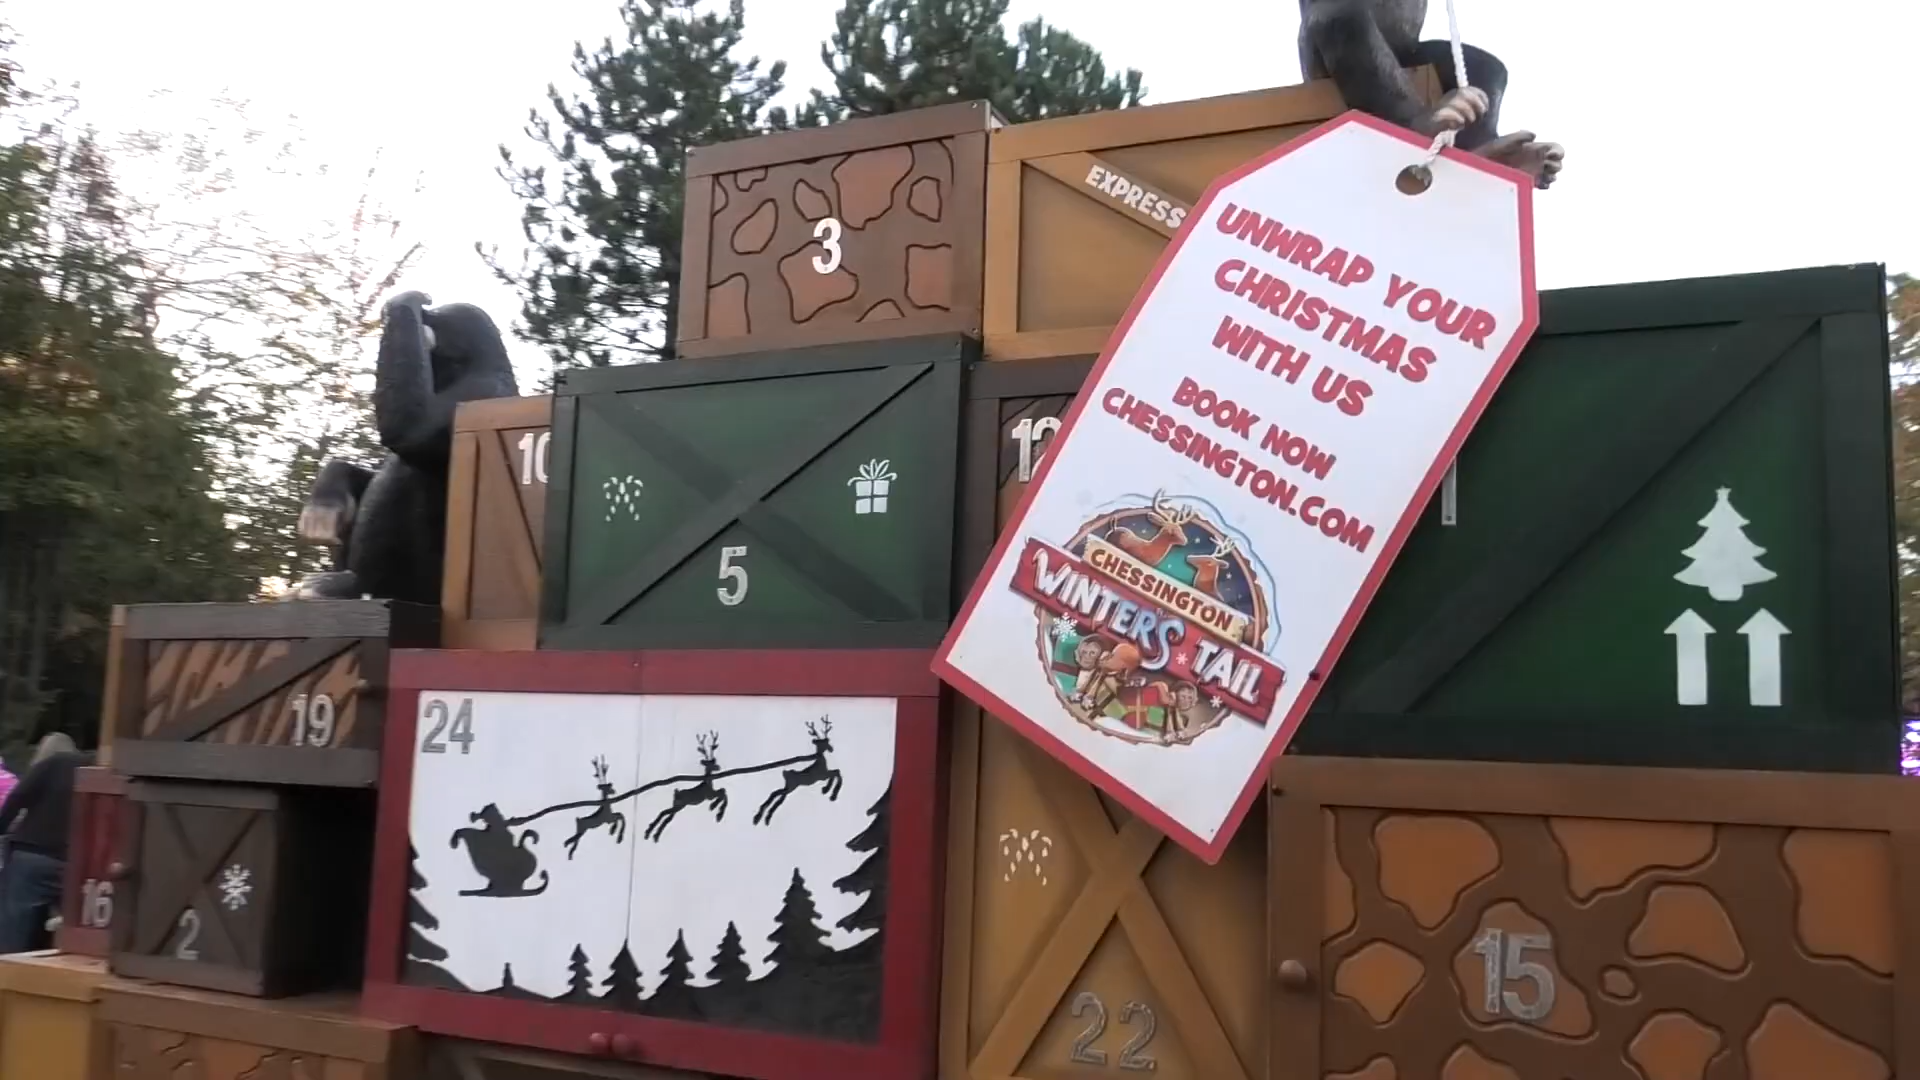 3
EXPRESS
UNWRAP YOUR
CHRISTMAS
WITH US
BOOK NOW
CHESSINGTON.COM
CHESSINGTON
WINTER'S TAIL
10
5
19
24
16
2
22
15